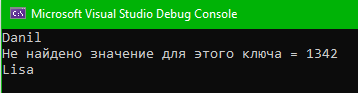 Microsoft Visual Studio Debug Console
Danil
Не найдено значение для этого ключа = 1342
Lisa